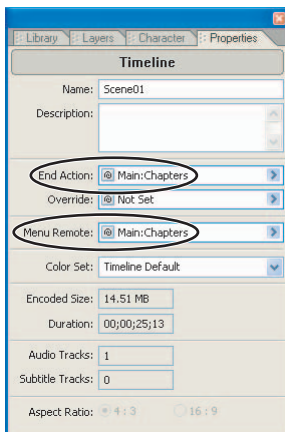 Library Layers Character Properties
Timeline
Name: Scene01
Description:
End Action: Main:Chapters
Override: Not Set
Menu Remote: Main:Chapters
Color Set: Timeline Default
Encoded Size: 14.51 MB
Duration: 00;00;25;13
Audio Tracks: 1
Subtitle Tracks: 0
Aspect Ratio: 4:3 16:9